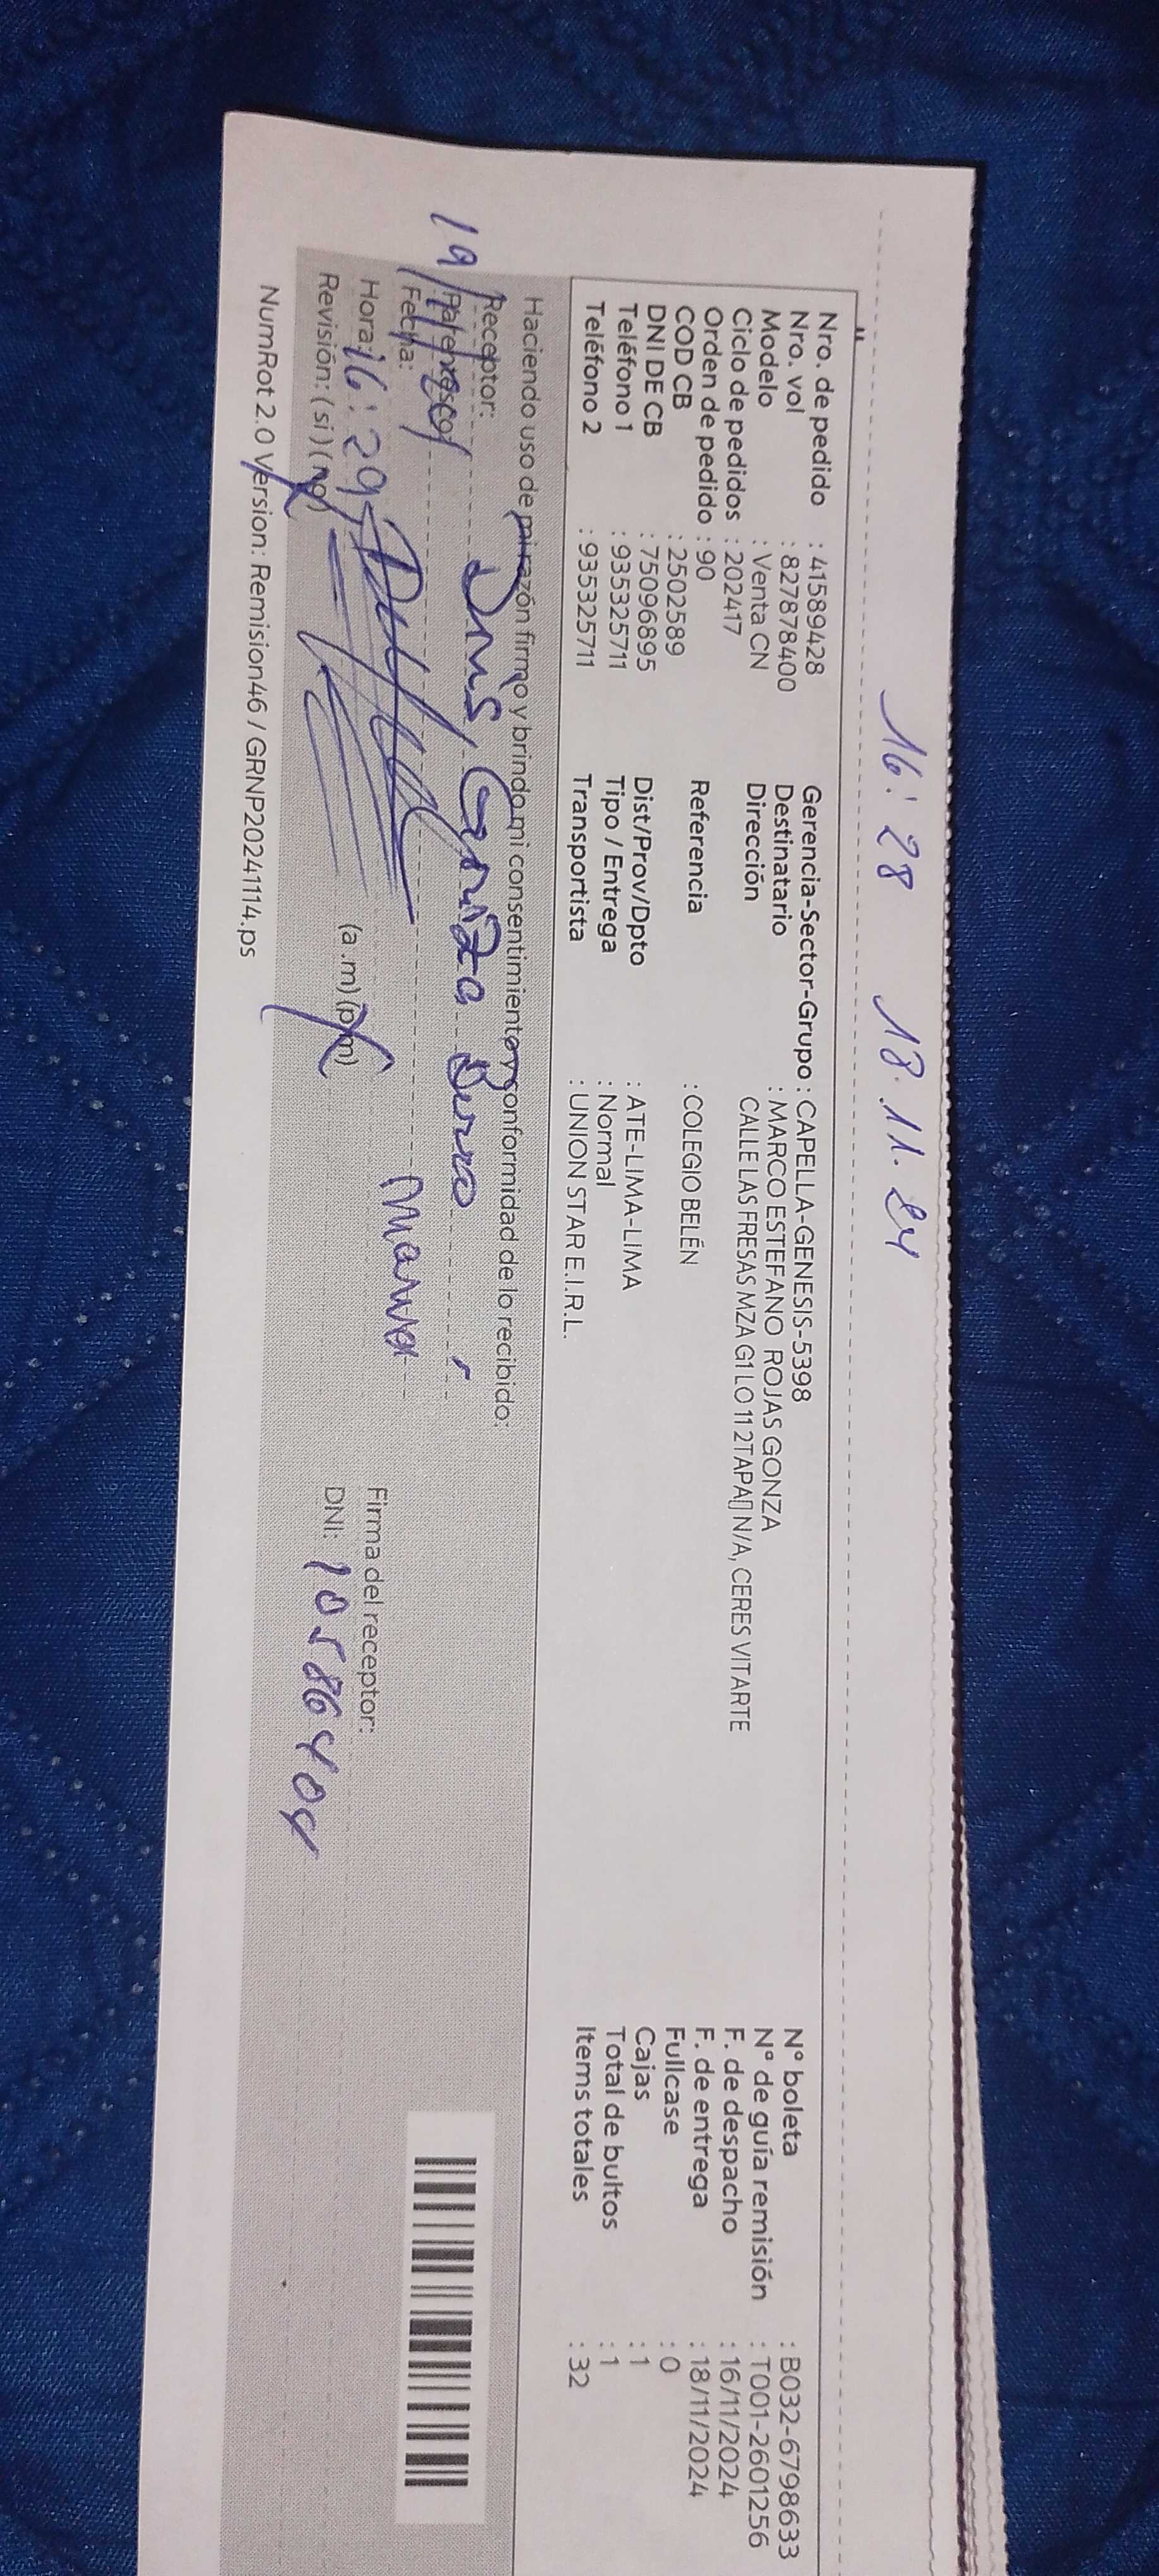 16:28 18.11.24
Nro. de pedido : 41589428
Nro. vol : 827878400
Modelo : Venta CN
Ciclo de pedidos : 202417
Orden de pedido : 90
COD CB : 2502589
DNI DE CB : 75096895
Teléfono 1 : 935325711
Teléfono 2 : 935325711
Gerencia-Sector-Grupo : CAPELLA-GENESIS-5398
Destinatario : MARCO ESTEFANO ROJAS GONZA
Dirección CALLE LAS FRESAS MZA G1 LO 11 2TAPA▯ N/A, CERES VITARTE
Referencia : COLEGIO BELÉN
Dist/Prov/Dpto : ATE-LIMA-LIMA
Tipo / Entrega : Normal
Transportista : UNION STAR E.I.R.L.
N° boleta : B032-6798633
N° de guía remisión : T001-2601256
F. de despacho : 16/11/2024
F. de entrega : 18/11/2024
Fullcase : 0
Cajas : 1
Total de bultos : 1
Items totales : 32
Haciendo uso de mi razón firmo y brindo mi consentimiento y conformidad de lo recibido:
Receptor:
Parentesco:
Fecha:
Hora: 16:29 (a.m) (p.m)
Firma del receptor:
Revisión: ( si ) ( no )
DNI:
NumRot 2.0 Version: Remision46 / GRNP20241114.ps